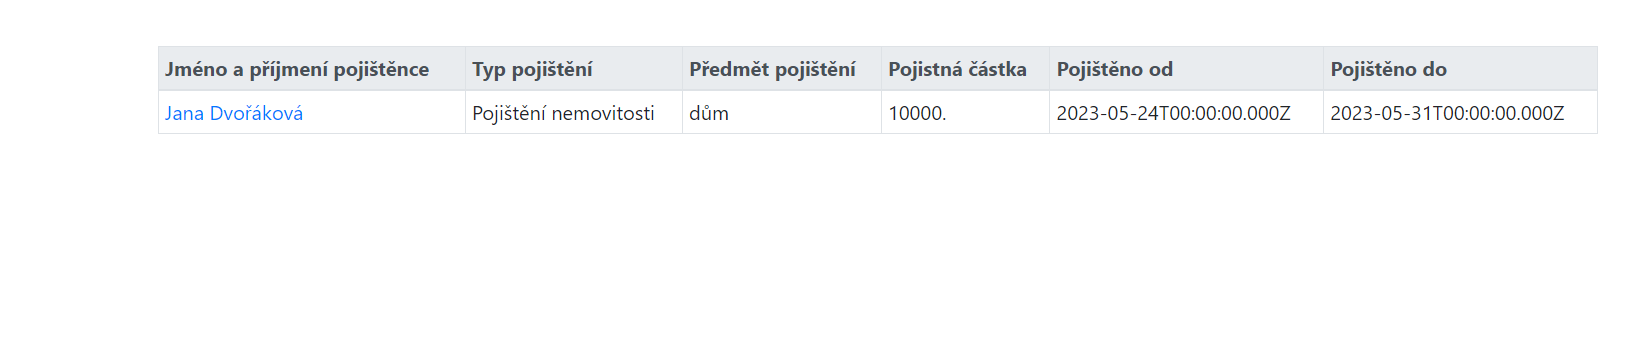 Jméno a příjmení pojištěnce Typ pojištění Předmět pojištění Pojistná částka Pojištěno od Pojištěno do
Jana Dvořáková Pojištění nemovitosti dům 10000. 2023-05-24T00:00:00.000Z 2023-05-31T00:00:00.000Z